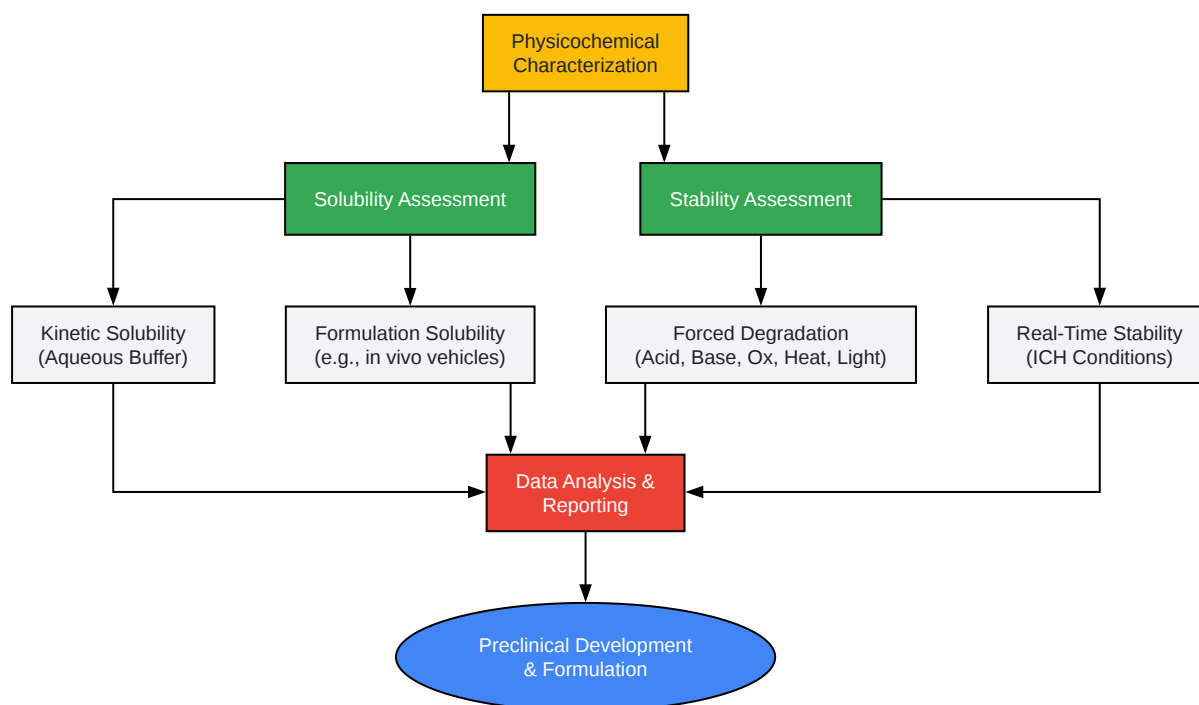 Physicochemical
Characterization
Solubility Assessment
Stability Assessment
Kinetic Solubility
(Aqueous Buffer)
Formulation Solubility
(e.g., in vivo vehicles)
Forced Degradation
(Acid, Base, Ox, Heat, Light)
Real-Time Stability
(ICH Conditions)
Data Analysis &
Reporting
Preclinical Development
& Formulation